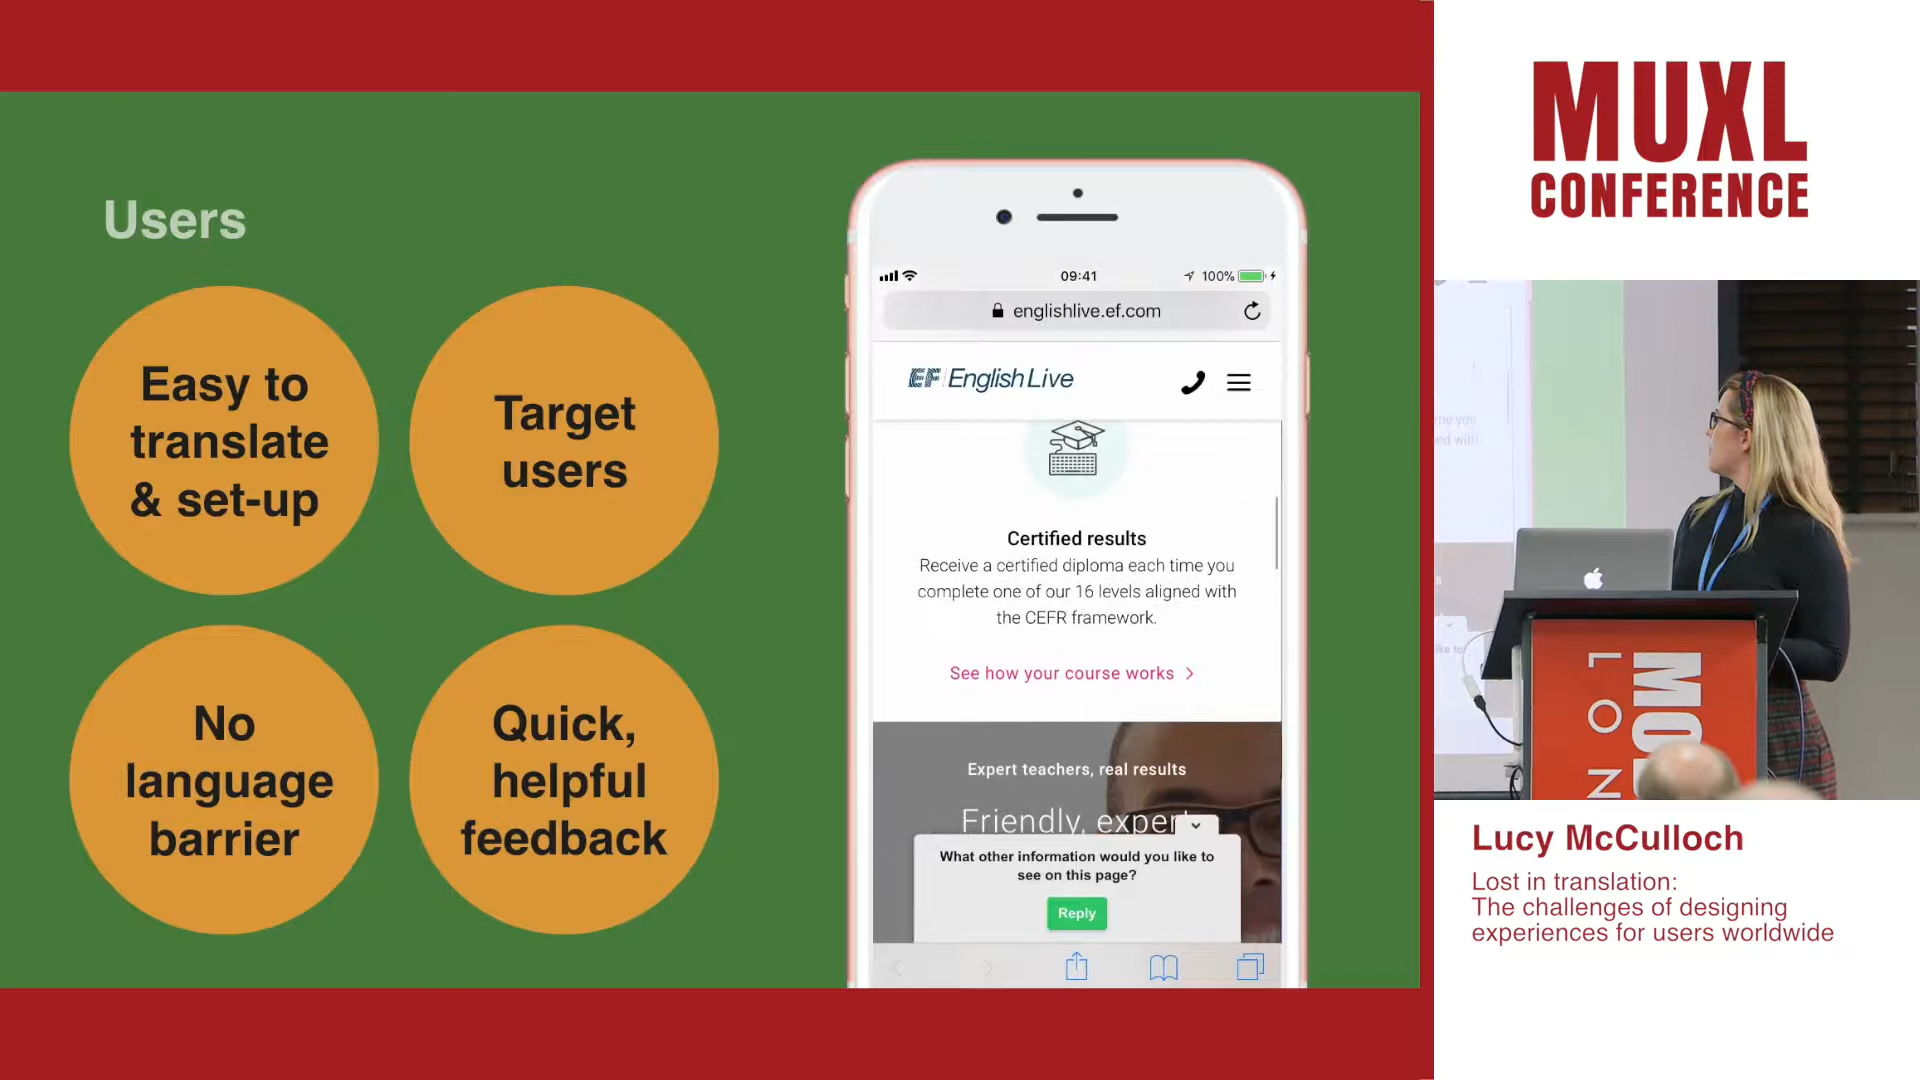 Users
Easy to
translate
& set-up
Target
users
No
language
barrier
Quick,
helpful
feedback
09:41
100%
englishlive.ef.com
EF English Live
Certified results
Receive a certified diploma each time you
complete one of our 16 levels aligned with
the CEFR framework.
See how your course works
Expert teachers, real results
Friendly, expert
What other information would you like to
see on this page?
Reply
MUXL
CONFERENCE
MO
L
O
N
Lucy McCulloch
Lost in translation:
The challenges of designing
experiences for users worldwide